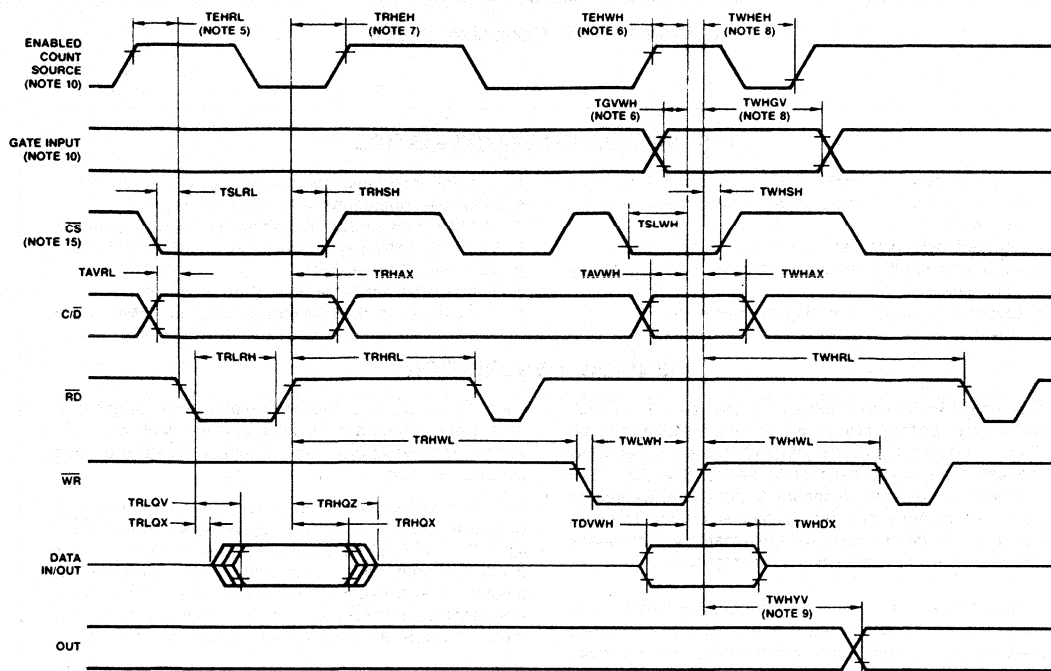 TEHRL
(NOTE 5)
TRHEH
(NOTE 7)
TEHWH
(NOTE 6)
TWHEH
(NOTE 8)
ENABLED
COUNT
SOURCE
(NOTE 10)
TGVWH
(NOTE 6)
TWHGV
(NOTE 8)
GATE INPUT
(NOTE 10)
TSLRL
TRHSH
TWHSH
TSLWH
CS
(NOTE 15)
TAVRL
TRHAX
TAVWH
TWHAX
C/D
TRLRH
TRHRL
TWHRL
RD
TRHWL
TWLWH
TWHWL
WR
TRLQV
TRHQZ
TRLQX
TRHQX
TDVWH
TWHDX
DATA
IN/OUT
TWHYV
(NOTE 9)
OUT